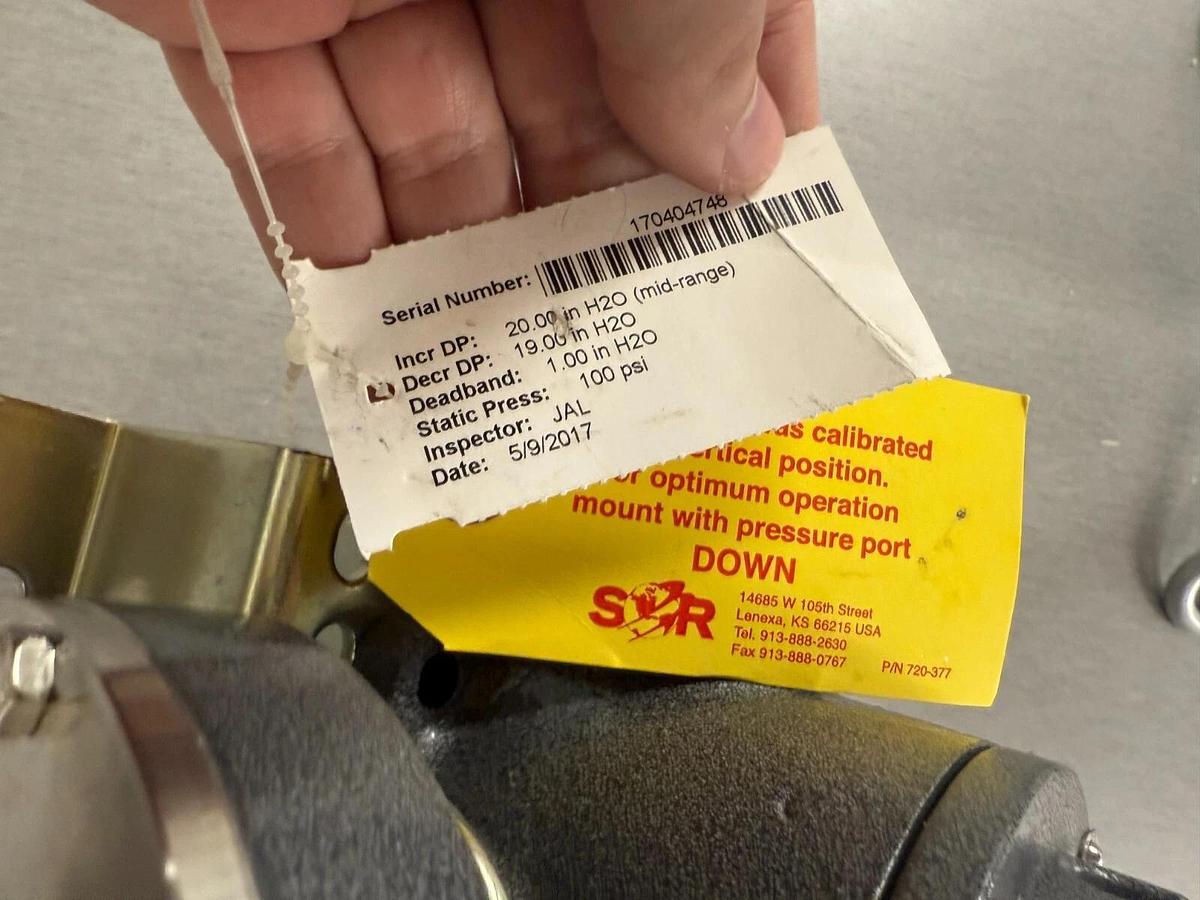 Serial Number: 170404748
Incr DP: 20.00 in H2O (mid-range)
Decr DP: 19.00 in H2O
Deadband: 1.00 in H2O
Static Press: 100 psi
Inspector: JAL
Date: 5/9/2017
calibrated
position.
optimum operation
mount with pressure port
DOWN
SOR
14685 W 105th Street
Lenexa, KS 66215 USA
Tel. 913-888-2630
Fax 913-888-0767
P/N 720-377